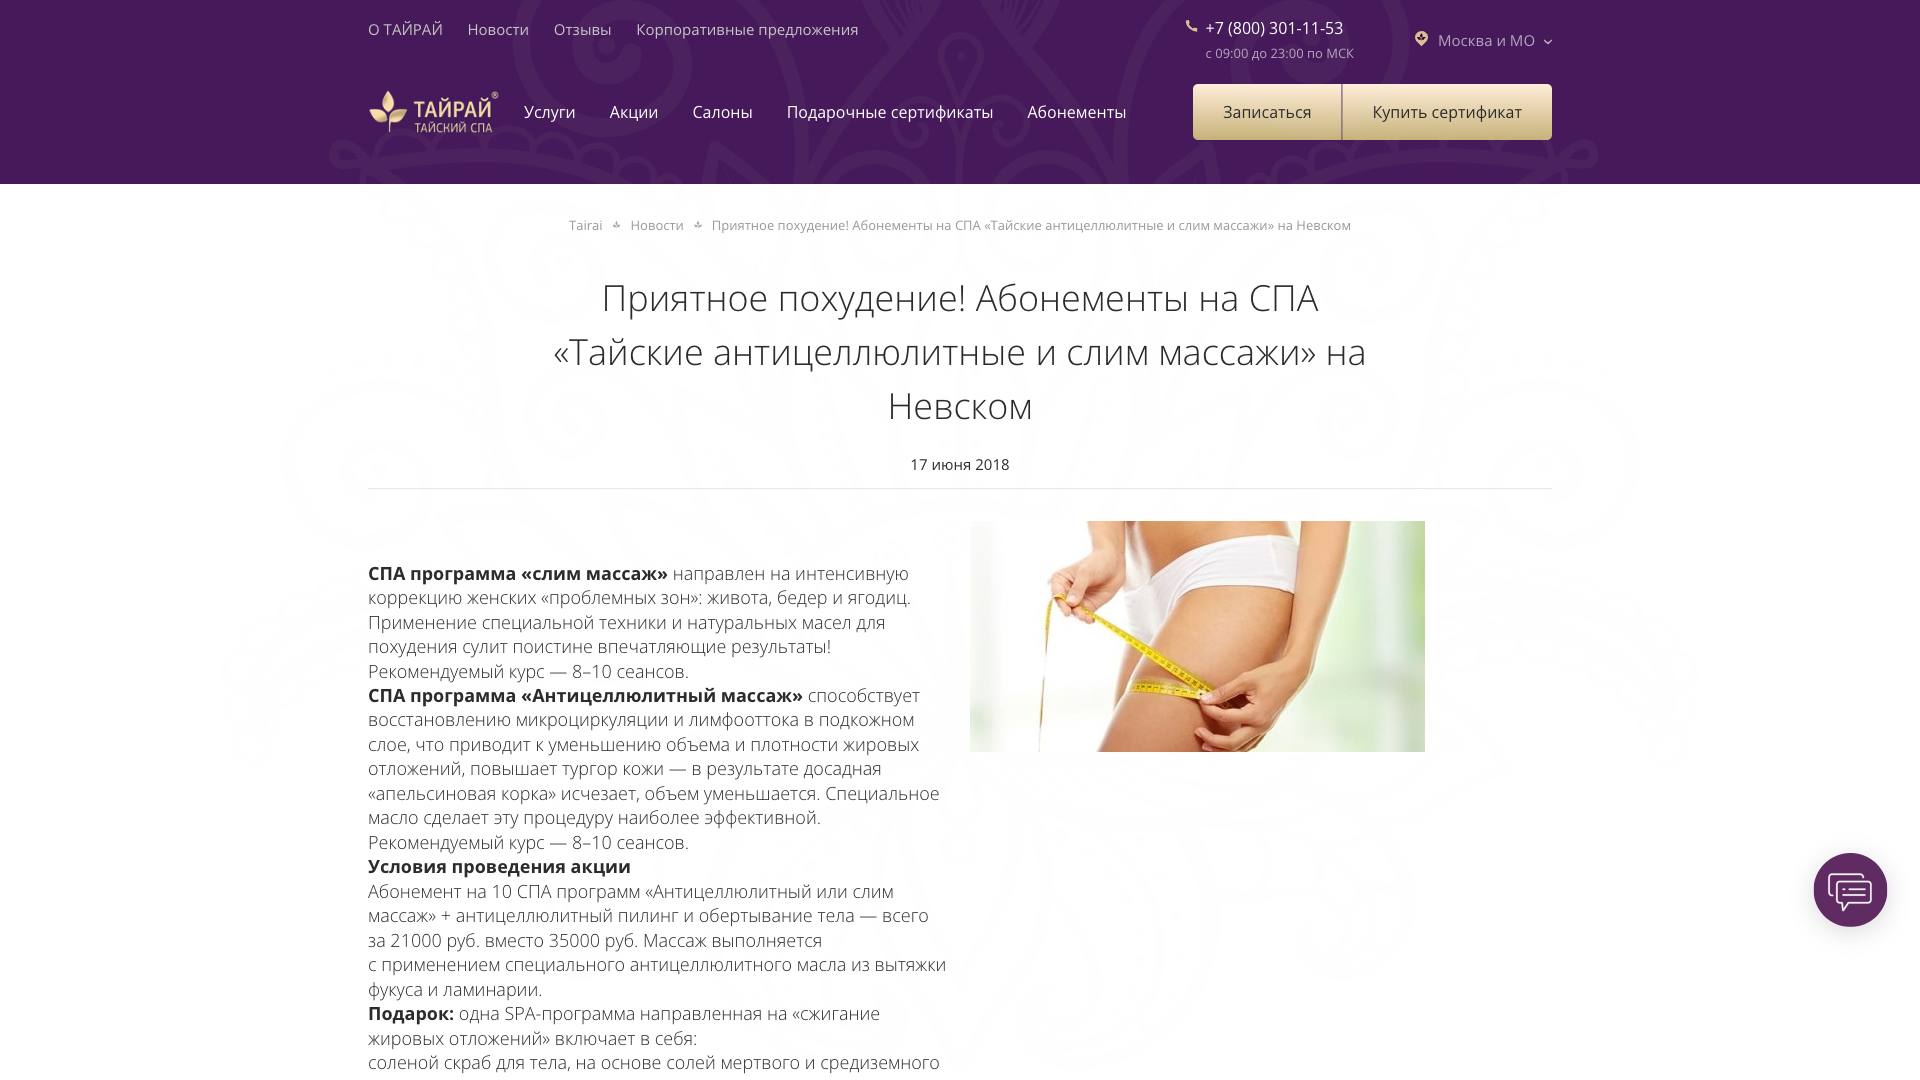 О ТАЙРАЙ Новости Отзывы Корпоративные предложения
+7 (800) 301-11-53
с 09:00 до 23:00 по МСК
Москва и МО
ТАЙРАЙ®
ТАЙСКИЙ СПА
Услуги Акции Салоны Подарочные сертификаты Абонементы
Записаться Купить сертификат
Tairai Новости Приятное похудение! Абонементы на СПА «Тайские антицеллюлитные и слим массажи» на Невском
Приятное похудение! Абонементы на СПА
«Тайские антицеллюлитные и слим массажи» на
Невском
17 июня 2018
СПА программа «слим массаж» направлен на интенсивную
коррекцию женских «проблемных зон»: живота, бедер и ягодиц.
Применение специальной техники и натуральных масел для
похудения сулит поистине впечатляющие результаты!
Рекомендуемый курс — 8–10 сеансов.
СПА программа «Антицеллюлитный массаж» способствует
восстановлению микроциркуляции и лимфооттока в подкожном
слое, что приводит к уменьшению объема и плотности жировых
отложений, повышает тургор кожи — в результате досадная
«апельсиновая корка» исчезает, объем уменьшается. Специальное
масло сделает эту процедуру наиболее эффективной.
Рекомендуемый курс — 8–10 сеансов.
Условия проведения акции
Абонемент на 10 СПА программ «Антицеллюлитный или слим
массаж» + антицеллюлитный пилинг и обертывание тела — всего
за 21000 руб. вместо 35000 руб. Массаж выполняется
с применением специального антицеллюлитного масла из вытяжки
фукуса и ламинарии.
Подарок: одна SPA-программа направленная на «сжигание
жировых отложений» включает в себя:
соленой скраб для тела, на основе солей мертвого и средиземного